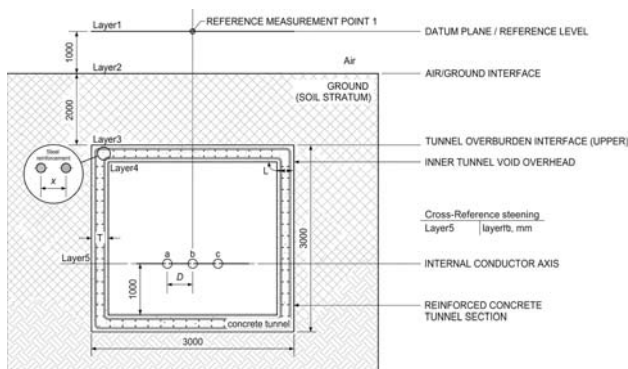 Layer1
REFERENCE MEASUREMENT POINT 1
DATUM PLANE / REFERENCE LEVEL
1000
Air
Layer2
AIR/GROUND INTERFACE
GROUND
(SOIL STRATUM)
2000
Layer3
TUNNEL OVERBURDEN INTERFACE (UPPER)
Steel
reinforcement
x
Layer4
L
INNER TUNNEL VOID OVERHEAD
Cross-Reference steening
Layer5 layerfb, mm
3000
T
a b c
Layer5
D
INTERNAL CONDUCTOR AXIS
1000
concrete tunnel
REINFORCED CONCRETE
TUNNEL SECTION
3000